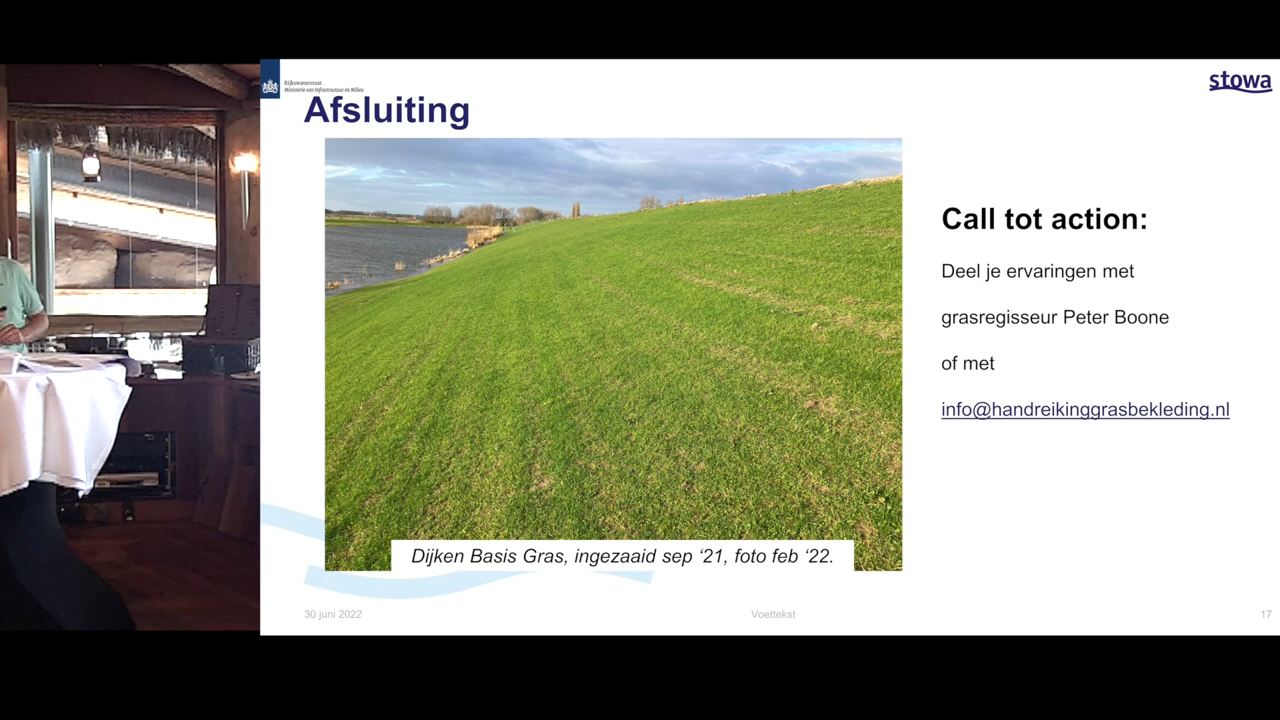 Rijkswaterstaat
Ministerie van Infrastructuur en Milieu
stowa
Afsluiting
Call tot action:
Deel je ervaringen met
grasregisseur Peter Boone
of met
info@handreikinggrasbekleding.nl
Dijken Basis Gras, ingezaaid sep ‘21, foto feb ‘22.
30 juni 2022
Voettekst
17